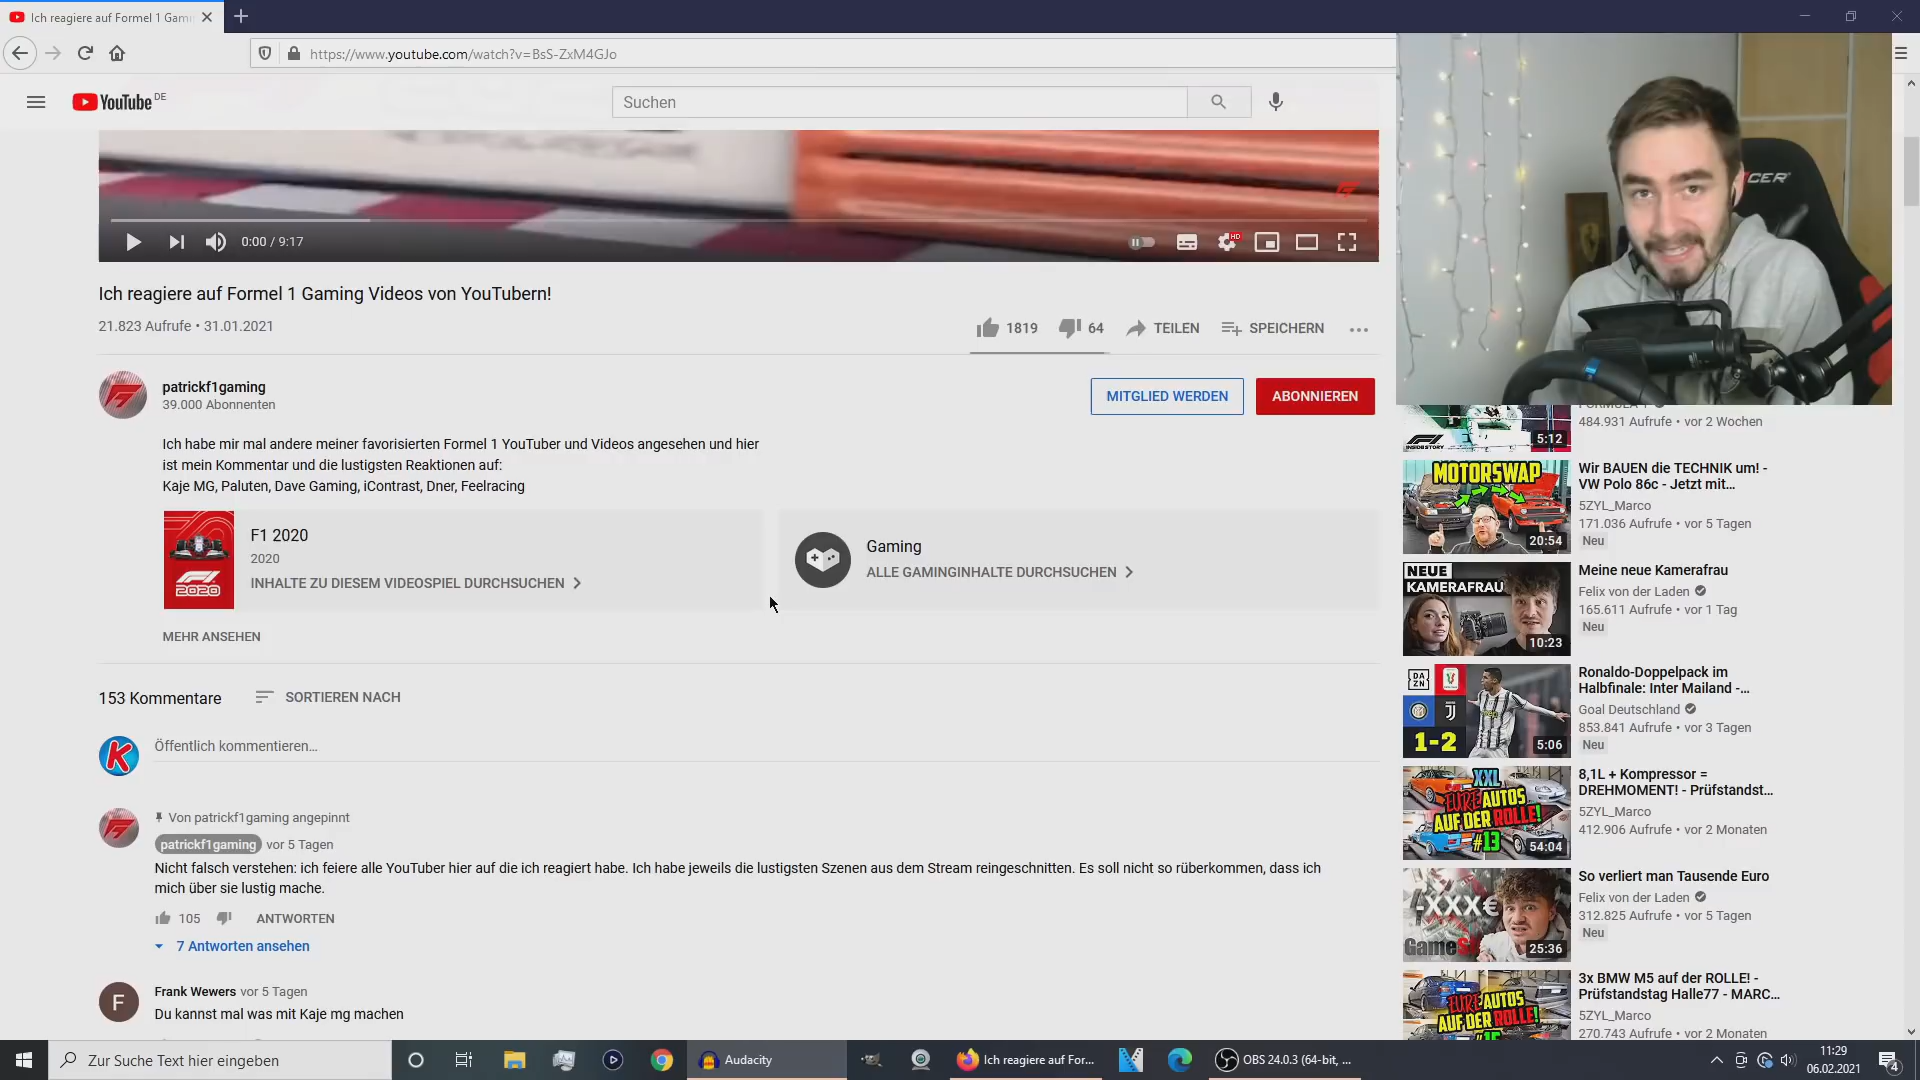 Ich reagiere auf Formel 1 Gami
https://www.youtube.com/watch?v=BsS-ZxM4GJo
YouTube DE
Suchen
0:00 / 9:17
HD
Ich reagiere auf Formel 1 Gaming Videos von YouTubern!
21.823 Aufrufe • 31.01.2021
1819
64
TEILEN
SPEICHERN
patrickf1gaming
39.000 Abonnenten
MITGLIED WERDEN
ABONNIEREN
Ich habe mir mal andere meiner favorisierten Formel 1 YouTuber und Videos angesehen und hier
ist mein Kommentar und die lustigsten Reaktionen auf:
Kaje MG, Paluten, Dave Gaming, iContrast, Dner, Feelracing
F1 2020
2020
INHALTE ZU DIESEM VIDEOSPIEL DURCHSUCHEN
2020
Gaming
ALLE GAMINGINHALTE DURCHSUCHEN
MEHR ANSEHEN
153 Kommentare
SORTIEREN NACH
K
Öffentlich kommentieren...
Von patrickf1gaming angepinnt
patrickf1gaming vor 5 Tagen
Nicht falsch verstehen: ich feiere alle YouTuber hier auf die ich reagiert habe. Ich habe jeweils die lustigsten Szenen aus dem Stream reingeschnitten. Es soll nicht so rüberkommen, dass ich
mich über sie lustig mache.
105
ANTWORTEN
7 Antworten ansehen
F
Frank Wewers vor 5 Tagen
Du kannst mal was mit Kaje mg machen
FORMULA 1
484.931 Aufrufe • vor 2 Wochen
5:12
MOTORSWAP
20:54
Wir BAUEN die TECHNIK um! -
VW Polo 86c - Jetzt mit...
5ZYL_Marco
171.036 Aufrufe • vor 5 Tagen
Neu
NEUE
KAMERAFRAU
10:23
Meine neue Kamerafrau
Felix von der Laden
165.611 Aufrufe • vor 1 Tag
Neu
DAZN
1-2
5:06
Ronaldo-Doppelpack im
Halbfinale: Inter Mailand -...
Goal Deutschland
853.841 Aufrufe • vor 3 Tagen
Neu
XXL
EURE AUTOS
AUF DER ROLLE!
#13
54:04
8,1L + Kompressor =
DREHMOMENT! - Prüfstandst...
5ZYL_Marco
412.906 Aufrufe • vor 2 Monaten
-XXX€
25:36
So verliert man Tausende Euro
Felix von der Laden
312.825 Aufrufe • vor 5 Tagen
Neu
EURE AUTOS
AUF DER ROLLE!
3x BMW M5 auf der ROLLE! -
Prüfstandstag Halle77 - MARC...
5ZYL_Marco
270.743 Aufrufe • vor 2 Monaten
Zur Suche Text hier eingeben
Audacity
Ich reagiere auf For...
OBS 24.0.3 (64-bit, ...
11:29
06.02.2021
4